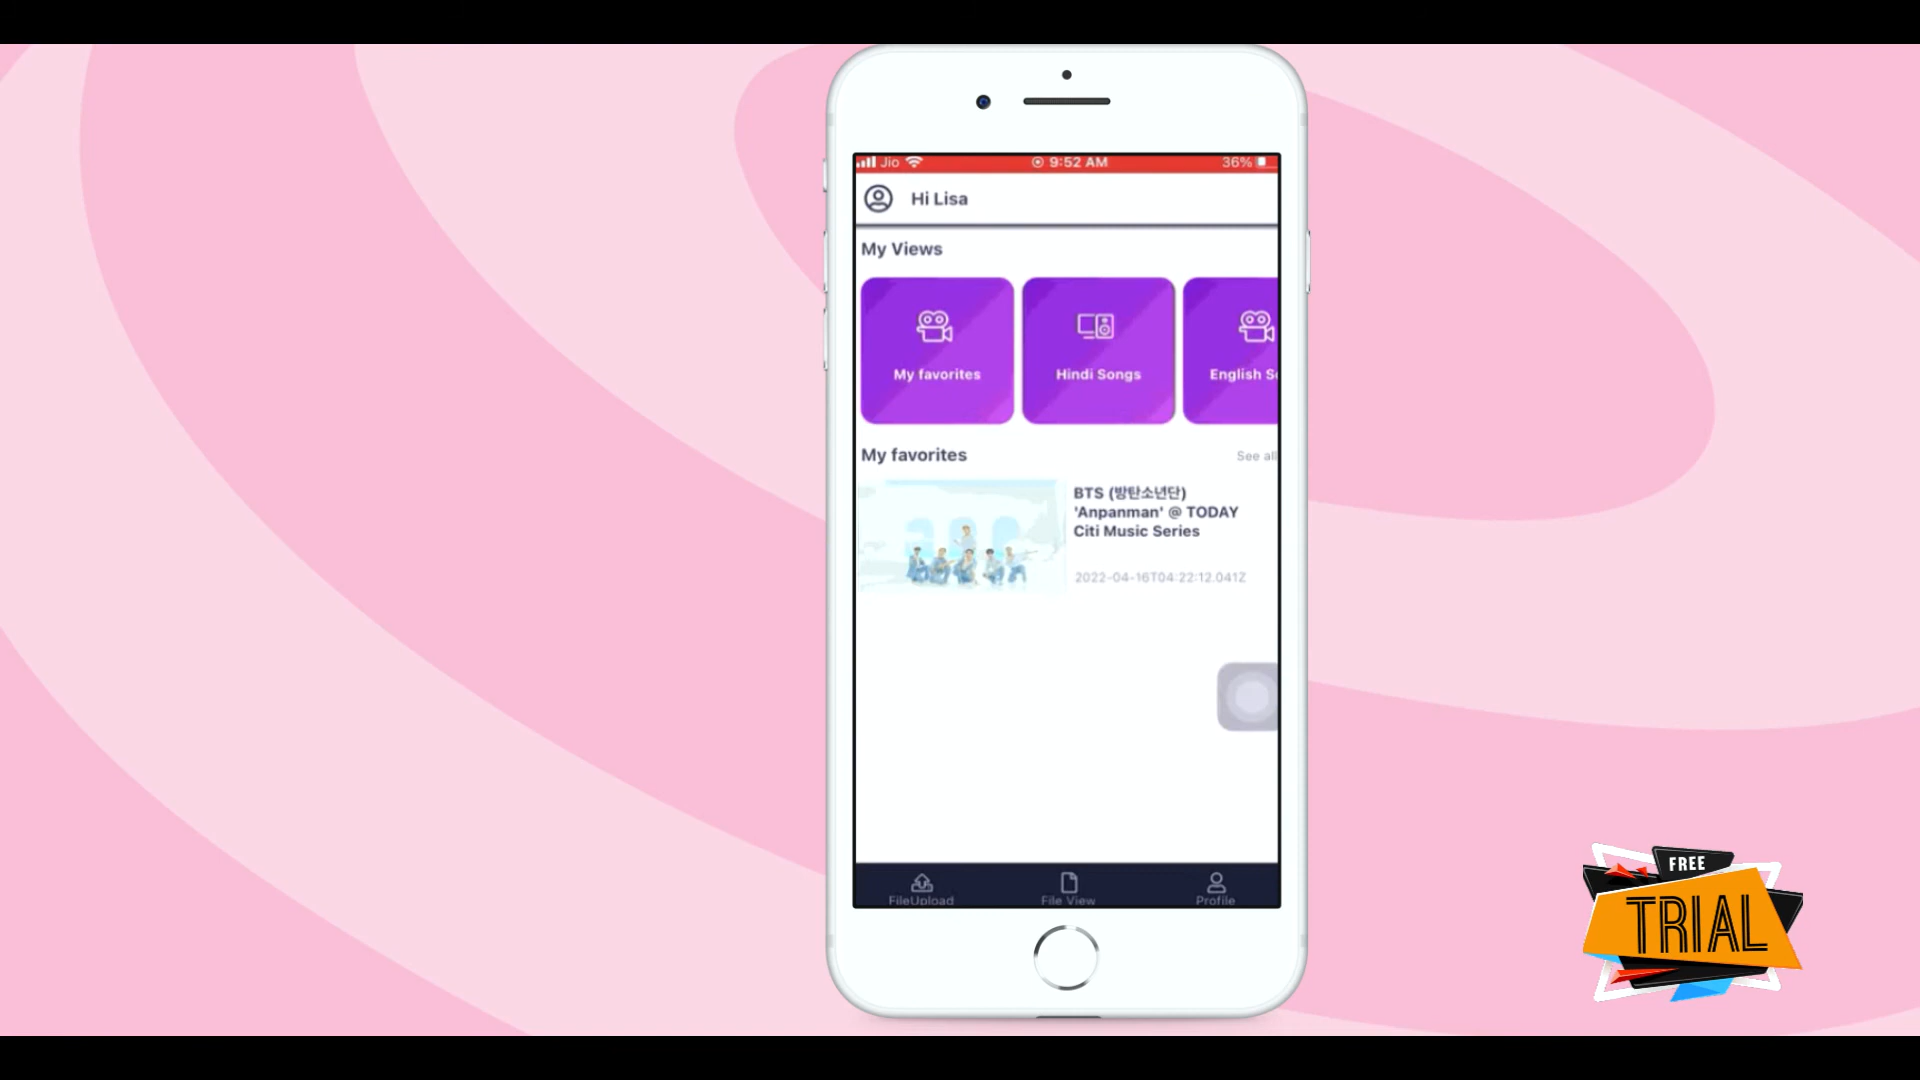 Jio
9:52 AM
36%
Hi Lisa
My Views
My favorites
Hindi Songs
English S
My favorites
See all
BTS (방탄소년단)
'Anpanman' @ TODAY
Citi Music Series
2022-04-16T04:22:12.041Z
FileUpload
File View
Profile
FREE
TRIAL